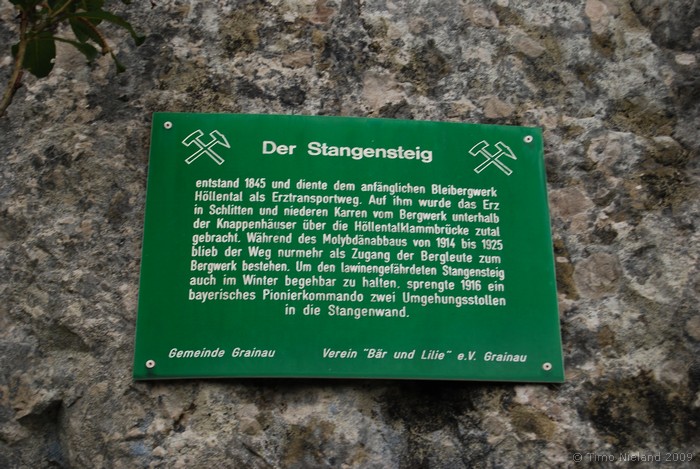 Der Stangensteig
entstand 1845 und diente dem anfänglichen Bleibergwerk
Höllental als Erztransportweg. Auf ihm wurde das Erz
in Schlitten und niederen Karren vom Bergwerk unterhalb
der Knappenhäuser über die Höllentalklammbrücke zutal
gebracht. Während des Molybdänabbaus von 1914 bis 1925
blieb der Weg nurmehr als Zugang der Bergleute zum
Bergwerk bestehen. Um den lawinengefährdeten Stangensteig
auch im Winter begehbar zu halten, sprengte 1916 ein
bayerisches Pionierkommando zwei Umgehungsstollen
in die Stangenwand.
Gemeinde Grainau Verein "Bär und Lilie" e.V. Grainau
© Timo Nieland 2009